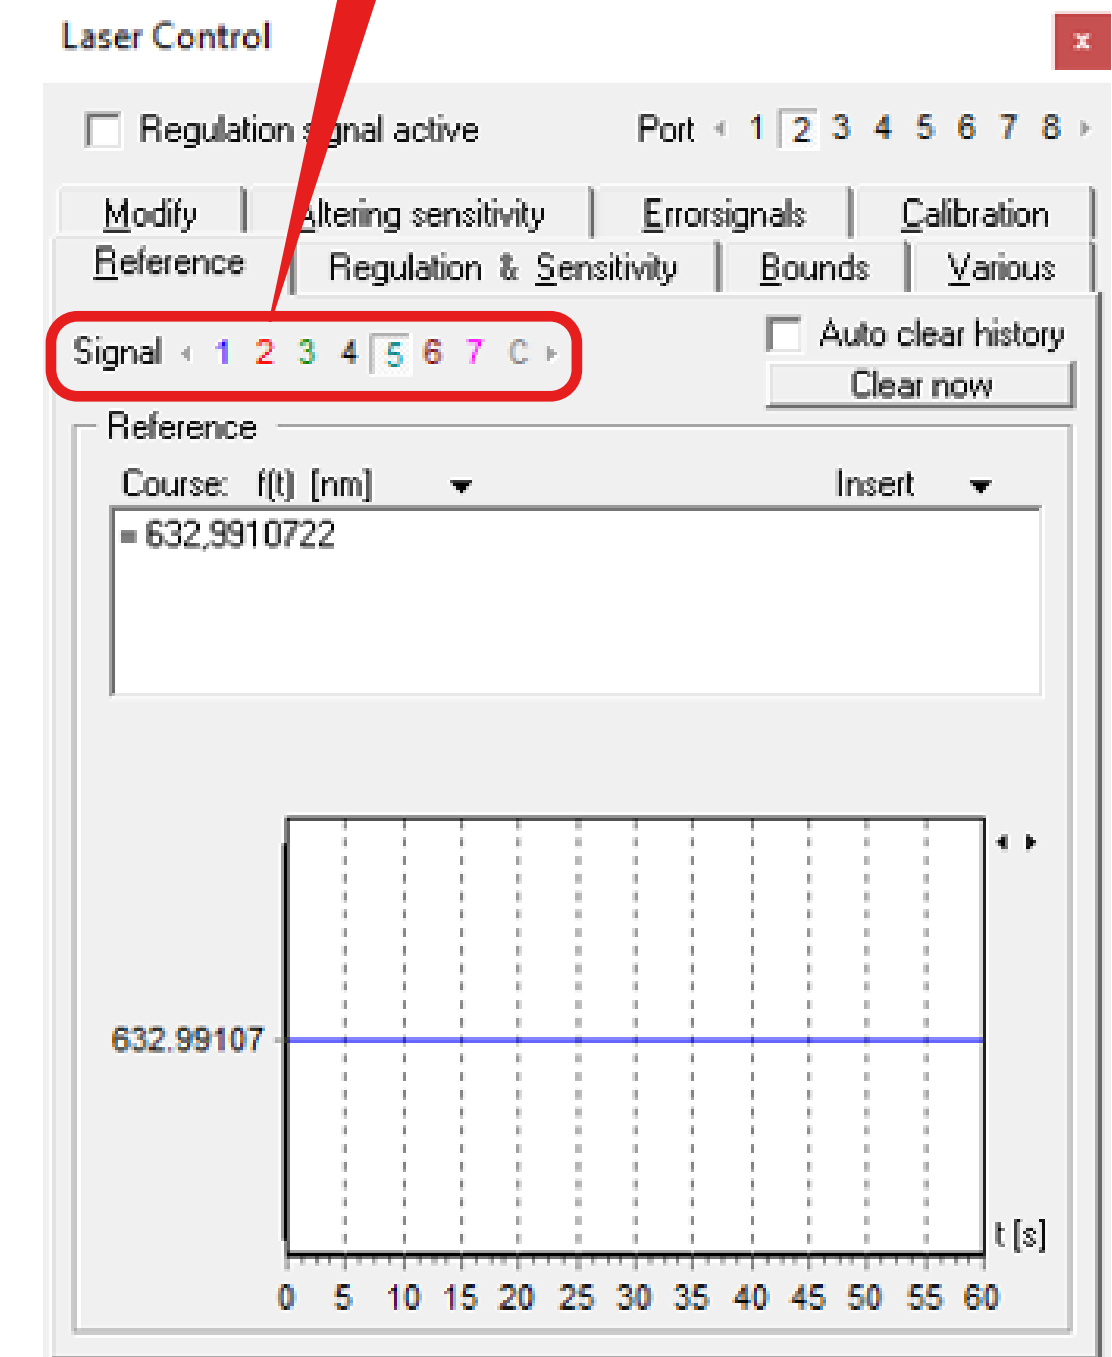 Laser Control
x
Regulation signal active Port 1 2 3 4 5 6 7 8
Modify Altering sensitivity Errorsignals Calibration
Reference Regulation & Sensitivity Bounds Various
Signal 1 2 3 4 5 6 7 C
Auto clear history
Clear now
Reference
Course: f(t) [nm] Insert
= 632,9910722
632.99107
t [s]
0 5 10 15 20 25 30 35 40 45 50 55 60